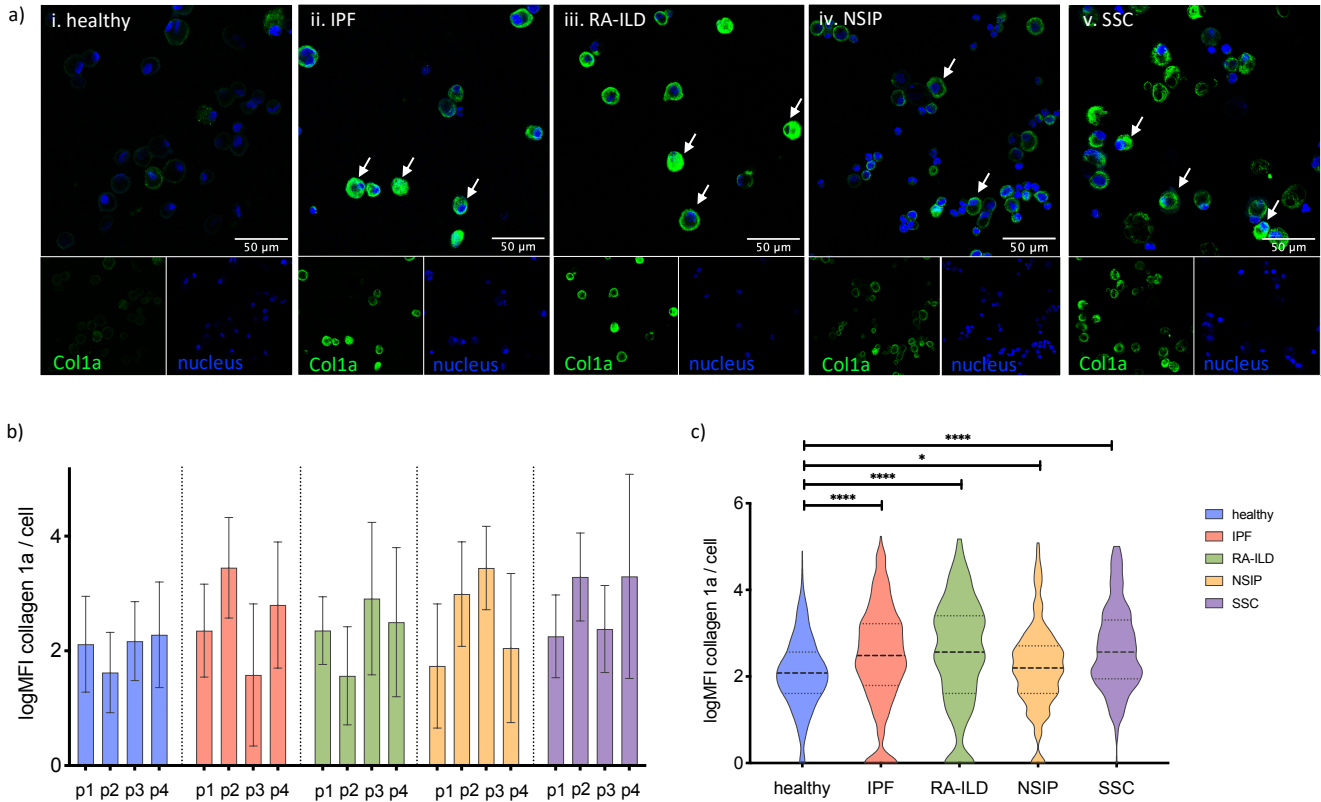 a)
i. healthy
ii. IPF
iii. RA-ILD
iv. NSIP
v. SSC
50 µm
50 µm
50 µm
50 µm
50 µm
Col1a
nucleus
Col1a
nucleus
Col1a
nucleus
Col1a
nucleus
Col1a
nucleus
b)
logMFI collagen 1a / cell
4
2
0
p1 p2 p3 p4
p1 p2 p3 p4
p1 p2 p3 p4
p1 p2 p3 p4
p1 p2 p3 p4
c)
****
*
****
****
logMFI collagen 1a / cell
6
4
2
0
healthy
IPF
RA-ILD
NSIP
SSC
healthy
IPF
RA-ILD
NSIP
SSC